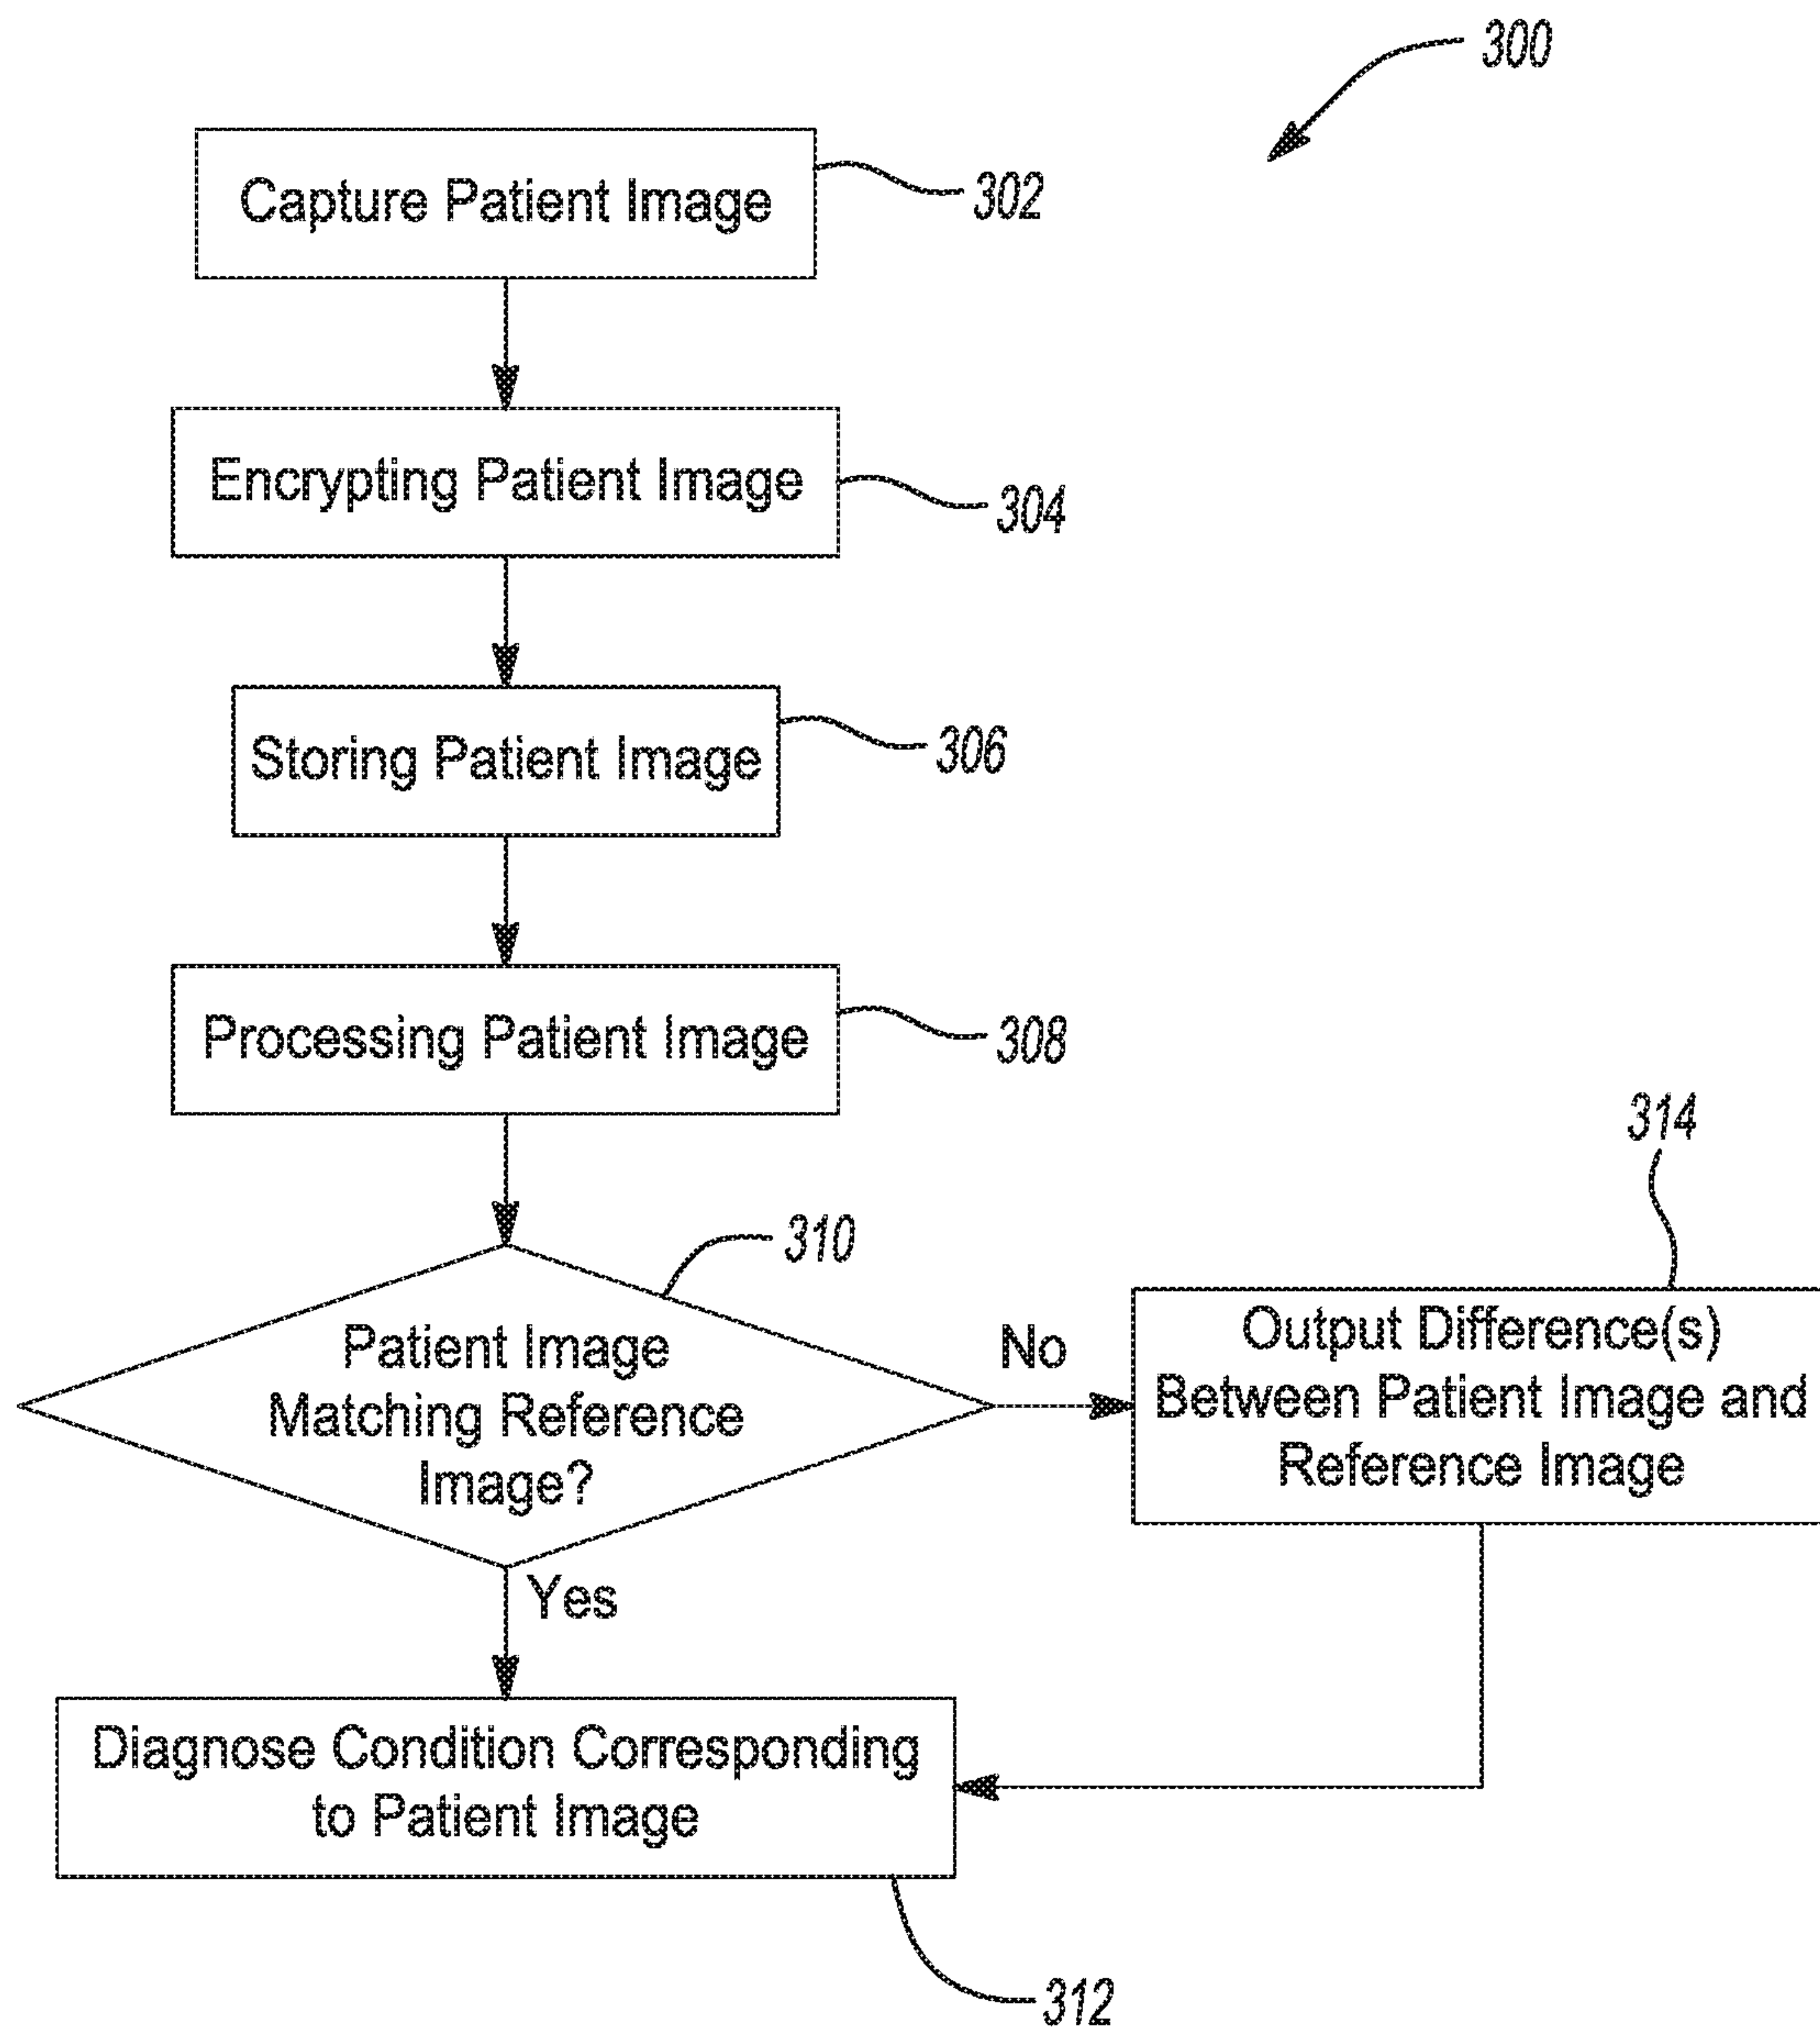 300
Capture Patient Image
302
Encrypting Patient Image
304
Storing Patient Image
306
Processing Patient Image
308
310
Patient Image
Matching Reference
Image?
No
314
Output Difference(s)
Between Patient Image and
Reference Image
Yes
Diagnose Condition Corresponding
to Patient Image
312